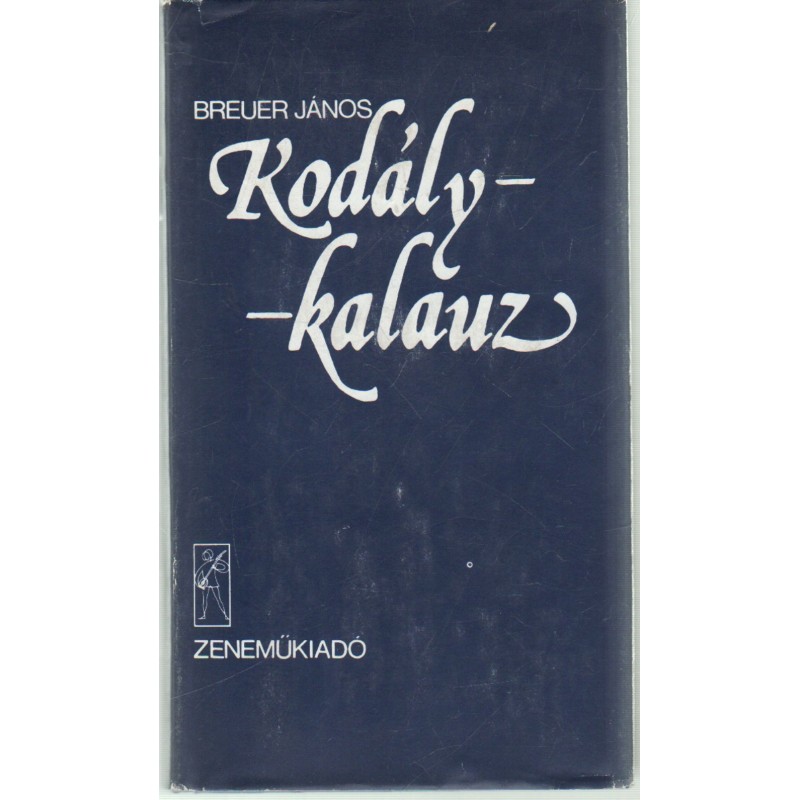 BREUER JÁNOS
Kodály-
-kalauz
ZENEMŰKIADÓ